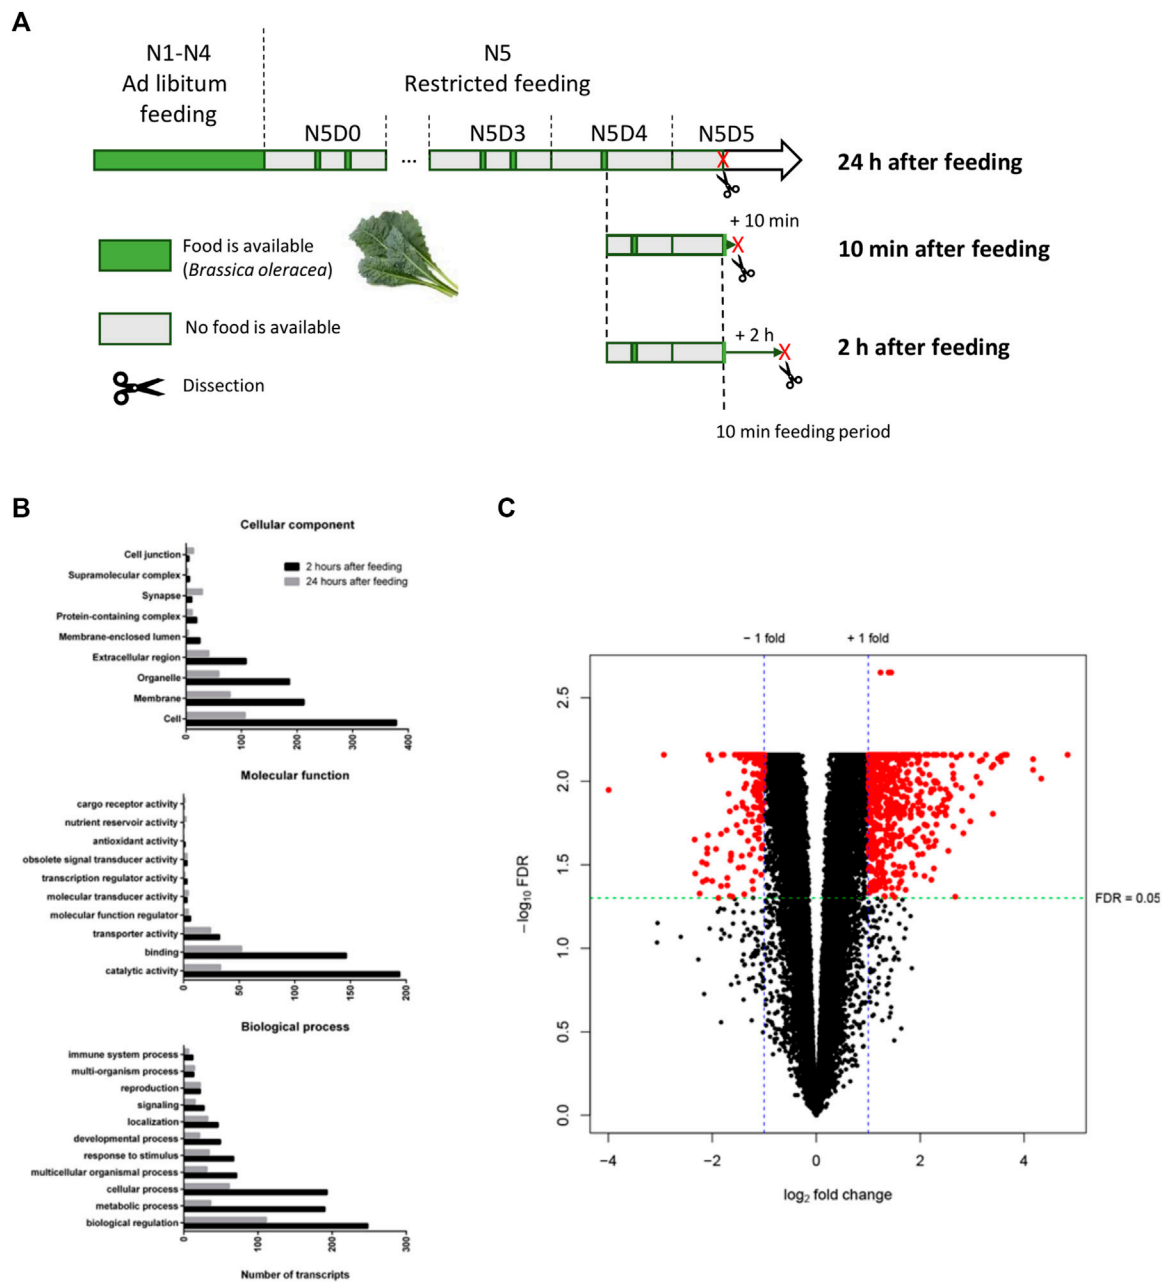 A
N1-N4
Ad libitum
feeding
N5
Restricted feeding
N5D0
...
N5D3
N5D4
N5D5
24 h after feeding
+ 10 min
10 min after feeding
+ 2 h
2 h after feeding
10 min feeding period
Food is available
(Brassica oleracea)
No food is available
Dissection
B
Cellular component
Cell junction
Supramolecular complex
Synapse
Protein-containing complex
Membrane-enclosed lumen
Extracellular region
Organelle
Membrane
Cell
2 hours after feeding
24 hours after feeding
0
100
200
300
400
Molecular function
cargo receptor activity
nutrient reservoir activity
antioxidant activity
obsolete signal transducer activity
transcription regulator activity
molecular transducer activity
molecular function regulator
transporter activity
binding
catalytic activity
0
50
100
150
200
Biological process
immune system process
multi-organism process
reproduction
signaling
localization
developmental process
response to stimulus
multicellular organismal process
cellular process
metabolic process
biological regulation
0
100
200
300
Number of transcripts
C
− 1 fold
+ 1 fold
2.5
2.0
1.5
1.0
0.5
0.0
−log10 FDR
FDR = 0.05
−4
−2
0
2
4
log2 fold change